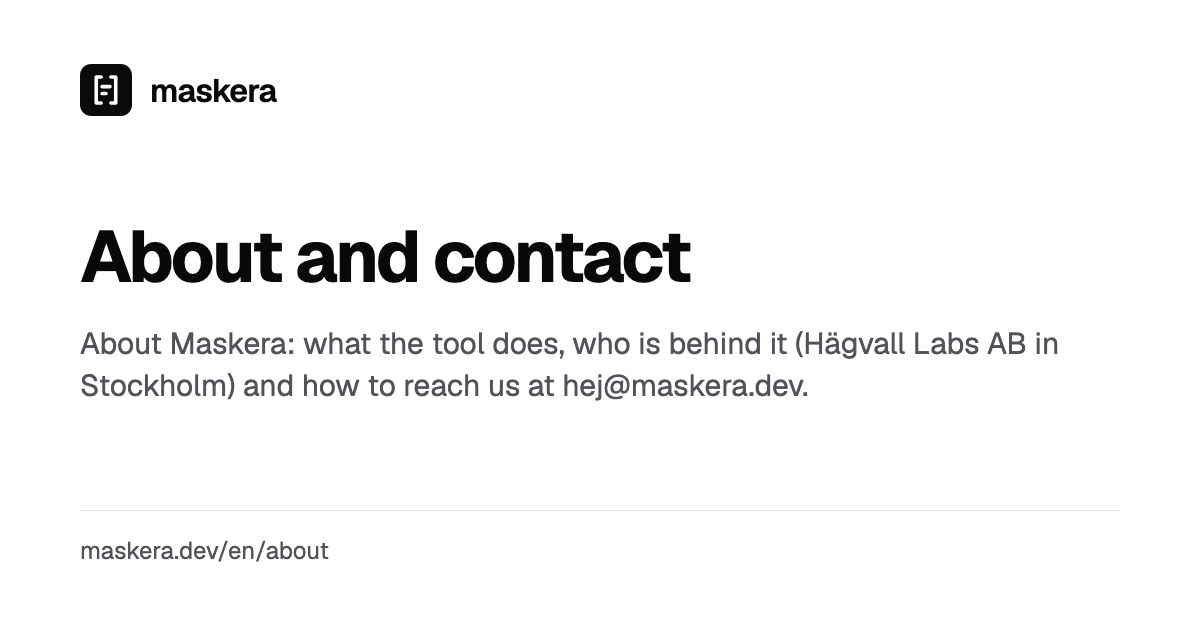 maskera
About and contact
About Maskera: what the tool does, who is behind it (Hägvall Labs AB in
Stockholm) and how to reach us at hej@maskera.dev.
maskera.dev/en/about